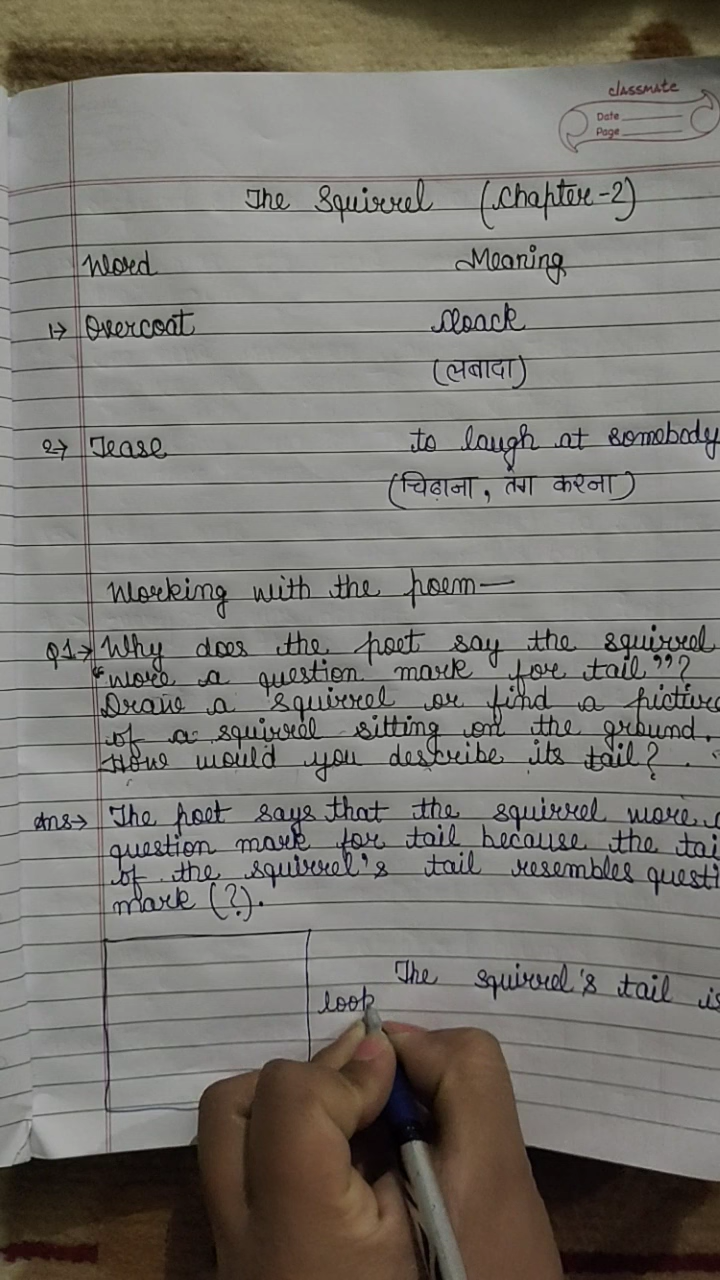 classmate
Date
Page
The Squirrel (Chapter-2)
Word Meaning
1→ Overcoat Cloack
(लबादा)
2→ Tease to laugh at somebody
(चिढ़ाना, तंग करना)
Working with the poem—
Q1→ Why does the poet say the squirrel
"wore a question mark for tail"?
Draw a squirrel or find a picture
of a squirrel sitting on the ground.
How would you describe its tail?
Ans→ The poet says that the squirrel wore
question mark for tail because the tai
of the squirrel's tail resembles questi
mark (?).
The squirrel's tail is
look